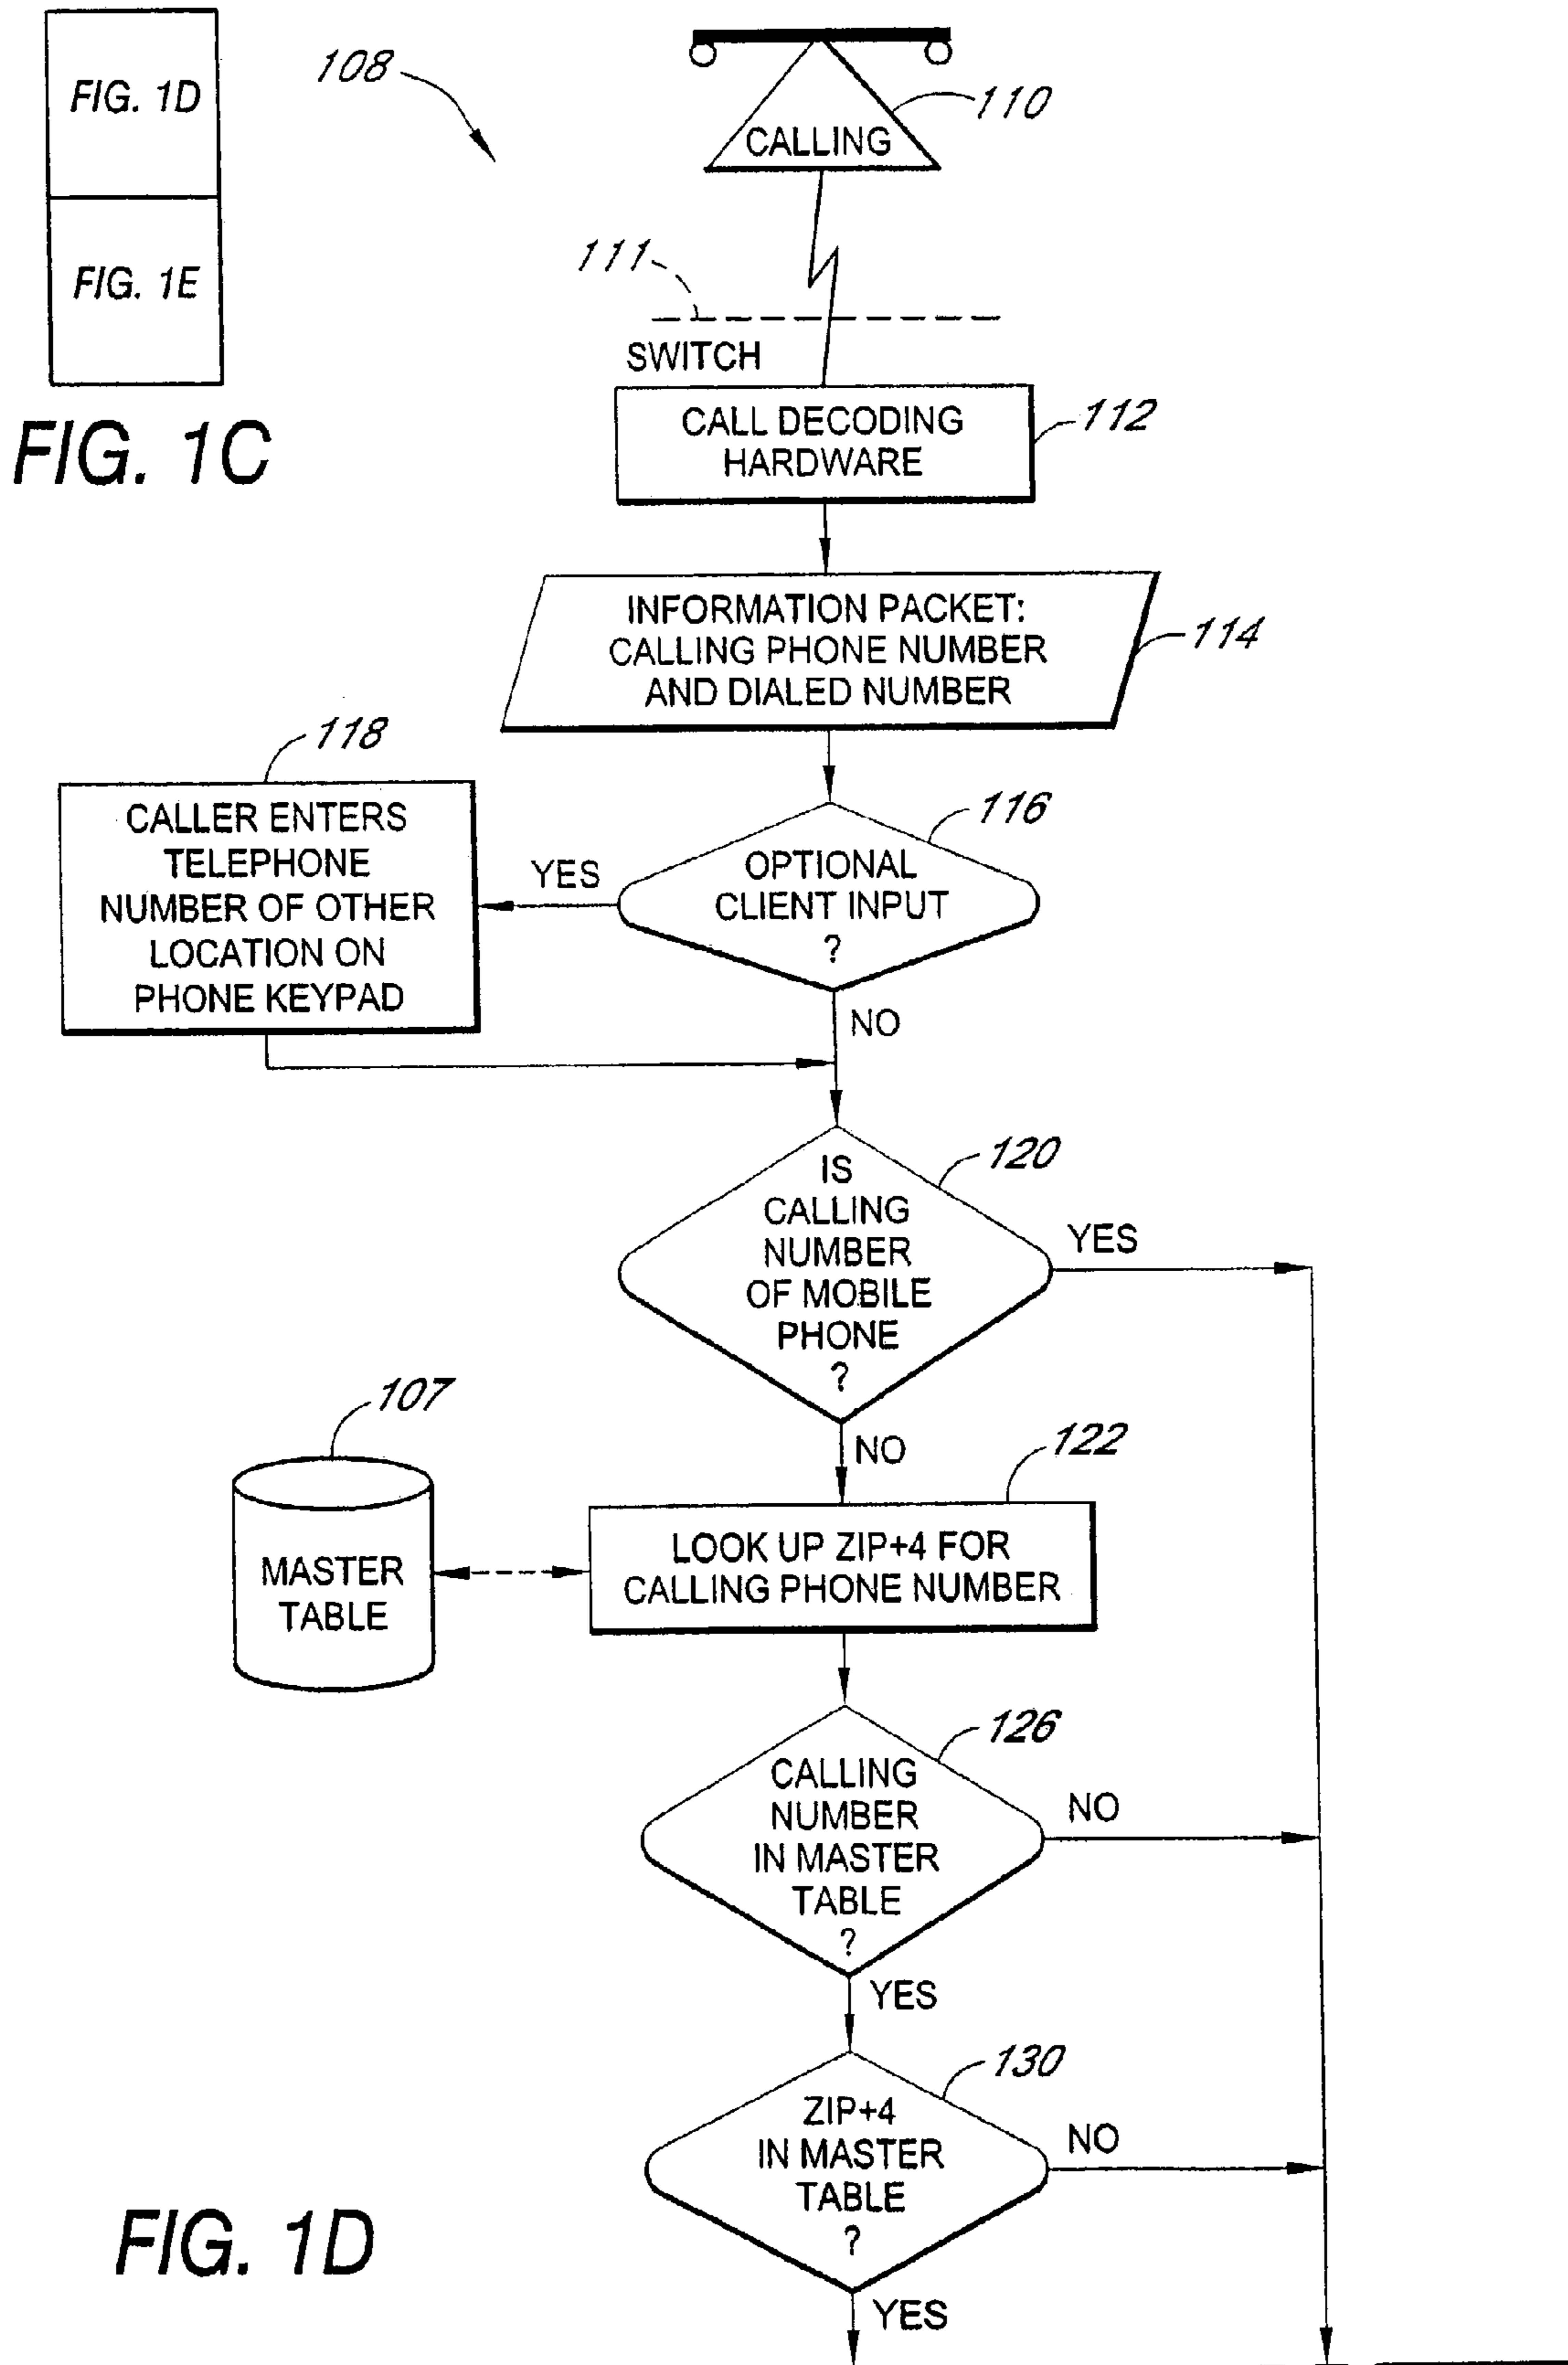 FIG. 1D
FIG. 1E
FIG. 1C
108
110
CALLING
111
SWITCH
CALL DECODING
HARDWARE
112
INFORMATION PACKET:
CALLING PHONE NUMBER
AND DIALED NUMBER
114
118
CALLER ENTERS
TELEPHONE
NUMBER OF OTHER
LOCATION ON
PHONE KEYPAD
YES
116
OPTIONAL
CLIENT INPUT
?
NO
120
IS
CALLING
NUMBER
OF MOBILE
PHONE
?
YES
NO
107
MASTER
TABLE
122
LOOK UP ZIP+4 FOR
CALLING PHONE NUMBER
126
CALLING
NUMBER
IN MASTER
TABLE
?
NO
YES
130
ZIP+4
IN MASTER
TABLE
?
NO
YES
FIG. 1D